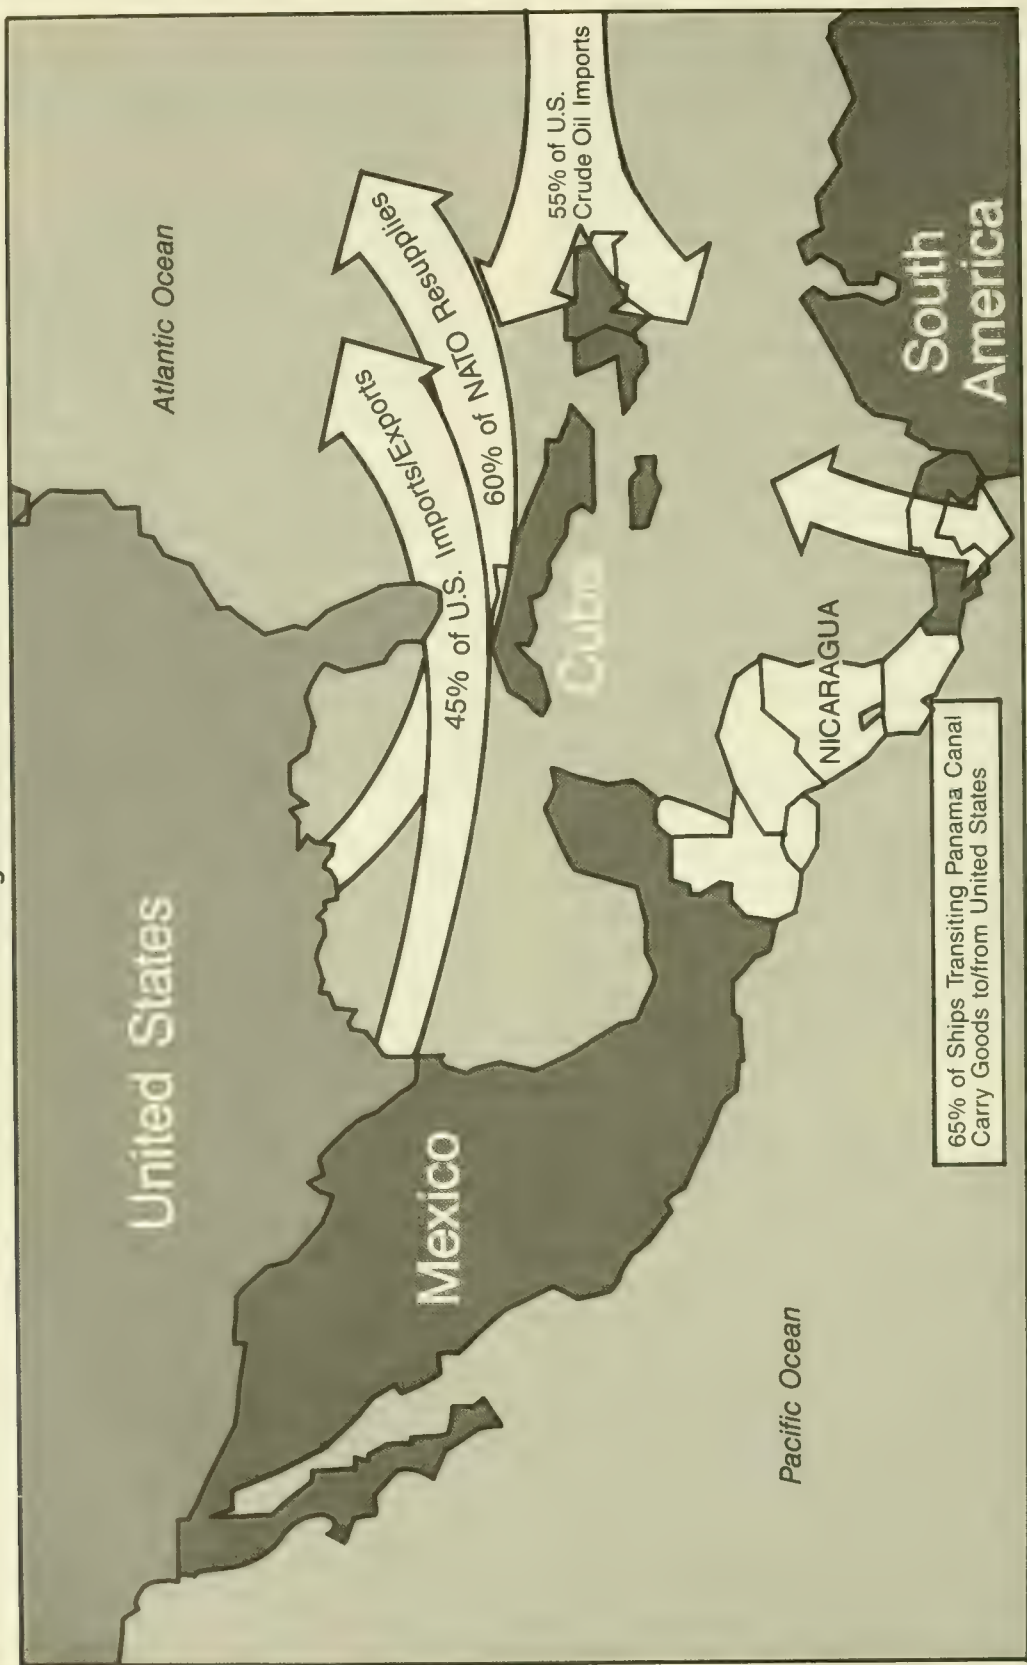 United States
Atlantic Ocean
45% of U.S. Imports/Exports
60% of NATO Resupplies
55% of U.S.
Crude Oil Imports
Mexico
Cuba
NICARAGUA
South
America
Pacific Ocean
65% of Ships Transiting Panama Canal
Carry Goods to/from United States